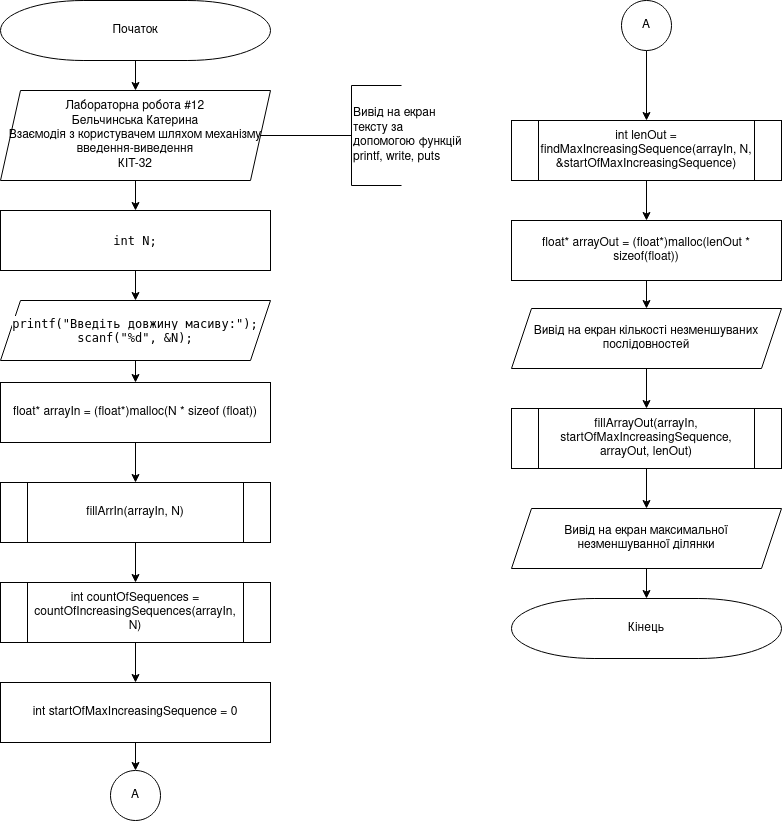 Початок
Лабораторна робота #12
Бельчинська Катерина
Взаємодія з користувачем шляхом механізму
введення-виведення
КІТ-32
Вивід на екран
тексту за
допомогою функцій
printf, write, puts
int N;
printf("Введіть довжину масиву:");
scanf("%d", &N);
float* arrayIn = (float*)malloc(N * sizeof (float))
fillArrIn(arrayIn, N)
int countOfSequences =
countOfIncreasingSequences(arrayIn,
N)
int startOfMaxIncreasingSequence = 0
A
A
int lenOut =
findMaxIncreasingSequence(arrayIn, N,
&startOfMaxIncreasingSequence)
float* arrayOut = (float*)malloc(lenOut *
sizeof(float))
Вивід на екран кількості незменшуваних
послідовностей
fillArrayOut(arrayIn,
startOfMaxIncreasingSequence,
arrayOut, lenOut)
Вивід на екран максимальної
незменшуванної ділянки
Кінець